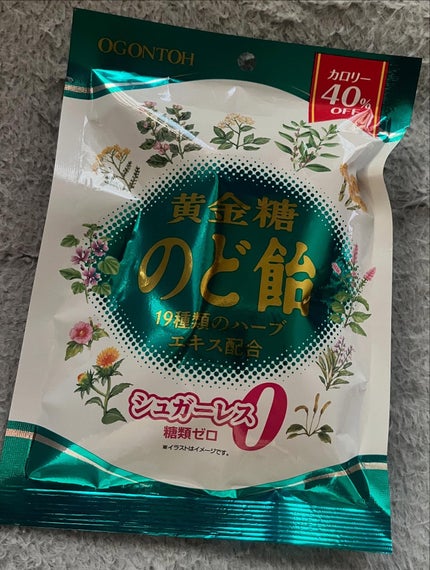 OGONTOH
カロリー
40%
OFF
黄金糖
のど飴
19種類のハーブ
エキス配合
シュガーレス0
糖類ゼロ
※イラストはイメージです。